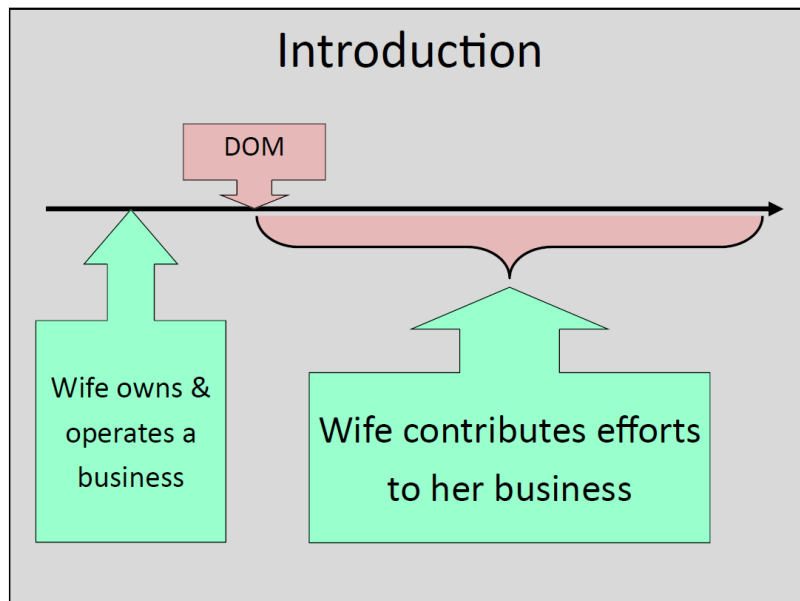 Introduction
DOM
Wife owns &
operates a
business
Wife contributes efforts
to her business